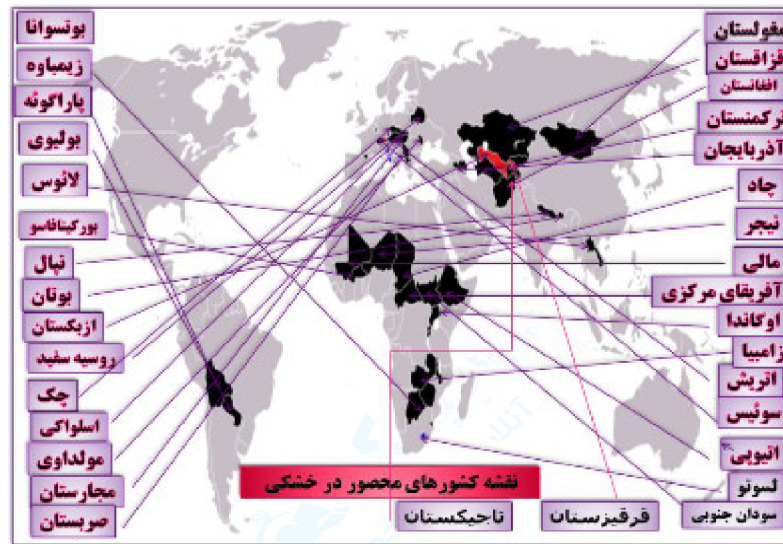 بوتسوانا
زیمباوه
پاراگوئه
بولیوی
لائوس
بورکینافاسو
نپال
بوتان
ازبکستان
روسیه سفید
چک
اسلواکی
مولداوی
مجارستان
صربستان
مغولستان
قزاقستان
افغانستان
ترکمنستان
آذربایجان
چاد
نیجر
مالی
آفریقای مرکزی
اوگاندا
زامبیا
اتریش
سوئیس
اتیوپی
لسوتو
سودان جنوبی
نقشه کشورهای محصور در خشکی
قرقیزستان
تاجیکستان